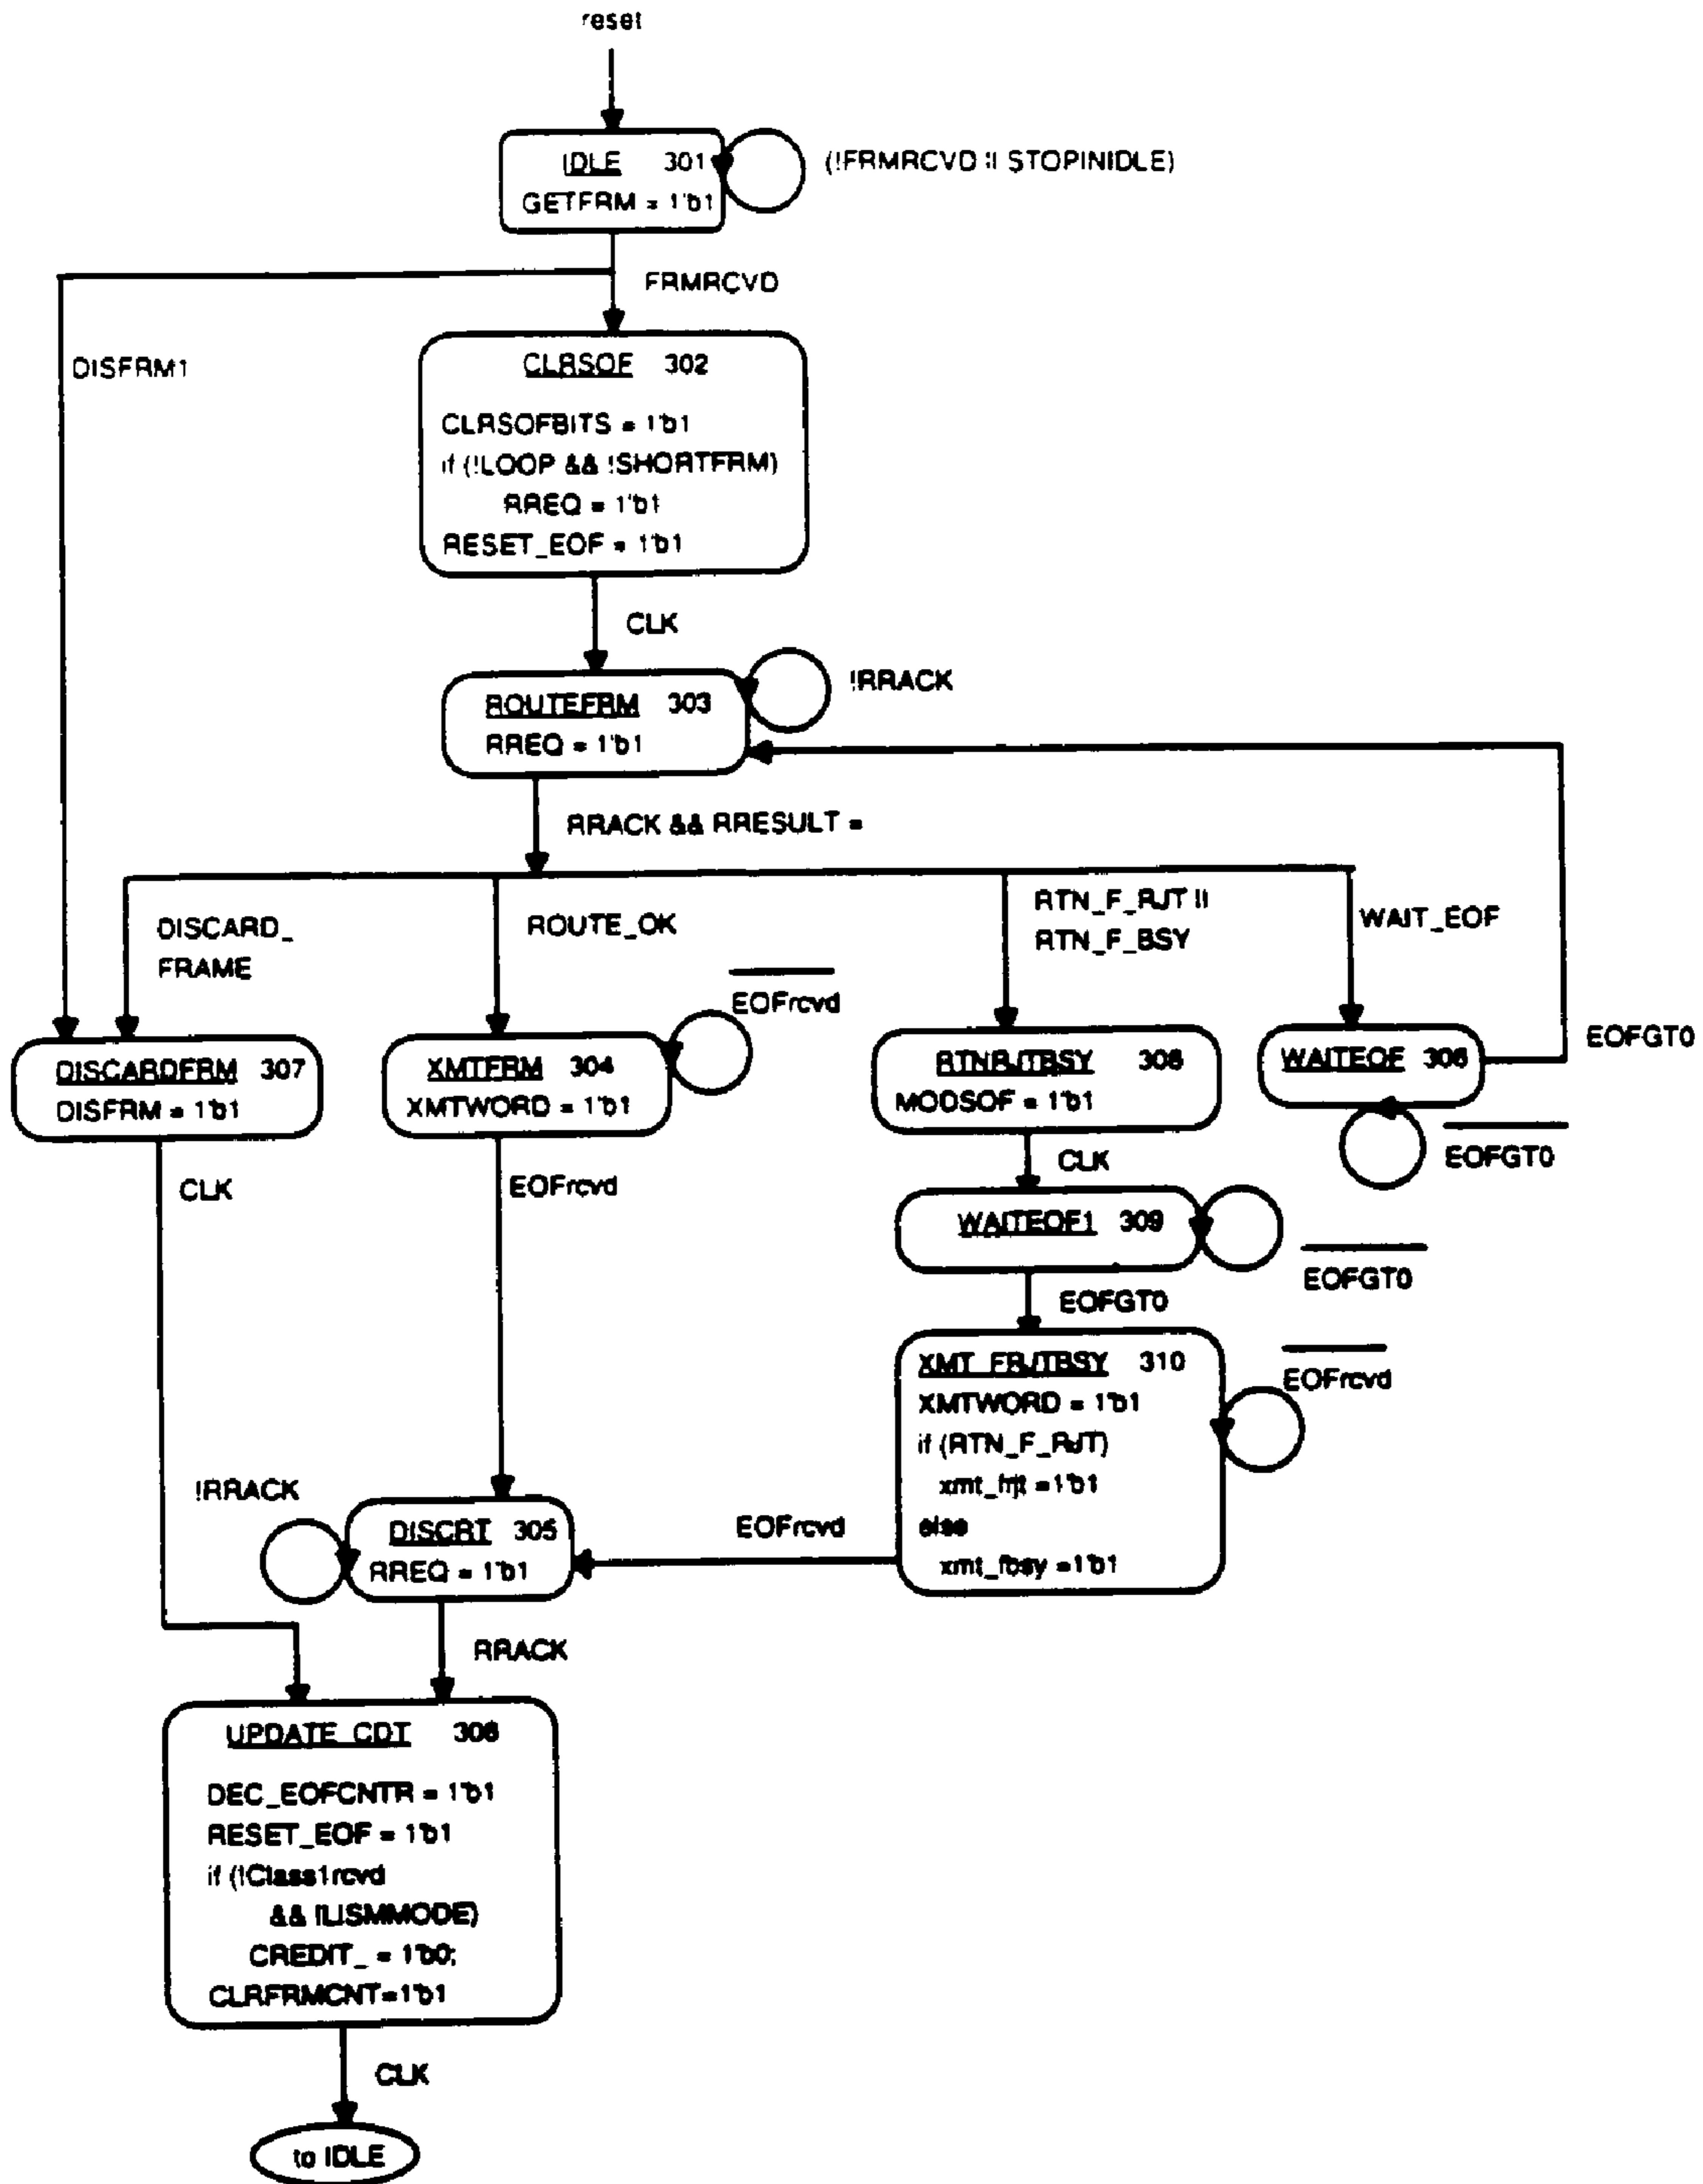 reset
IDLE 301
GETFRM = 1'b1
(!FRMRCVD || STOPINIDLE)
FRMRCVD
DISFRM1
CLRSOF 302
CLRSOFBITS = 1'b1
if (!LOOP && !SHORTFRM)
RREQ = 1'b1
RESET_EOF = 1'b1
CLK
ROUTEFRM 303
RREQ = 1'b1
!RRACK
RRACK && RRESULT =
DISCARD_
FRAME
ROUTE_OK
RTN_F_RJT ||
RTN_F_BSY
WAIT_EOF
EOFrcvd
EOFGT0
DISCARDFRM 307
DISFRM = 1'b1
XMTFRM 304
XMTWORD = 1'b1
RTNRJTBSY 308
MODSOF = 1'b1
WAITEOF 306
EOFGT0
CLK
EOFrcvd
CLK
WAITEOF1 309
EOFGT0
EOFGT0
XMT_FRJTBSY 310
XMTWORD = 1'b1
if (RTN_F_RJT)
xmt_frjt =1'b1
else
xmt_fbsy =1'b1
EOFrcvd
!RRACK
DISCRT 305
RREQ = 1'b1
EOFrcvd
RRACK
UPDATE_CDT 306
DEC_EOFCNTR = 1'b1
RESET_EOF = 1'b1
if (!Class1rcvd
&& !LISMMODE)
CREDIT_ = 1'b0;
CLRFRMCNT=1'b1
CLK
to IDLE